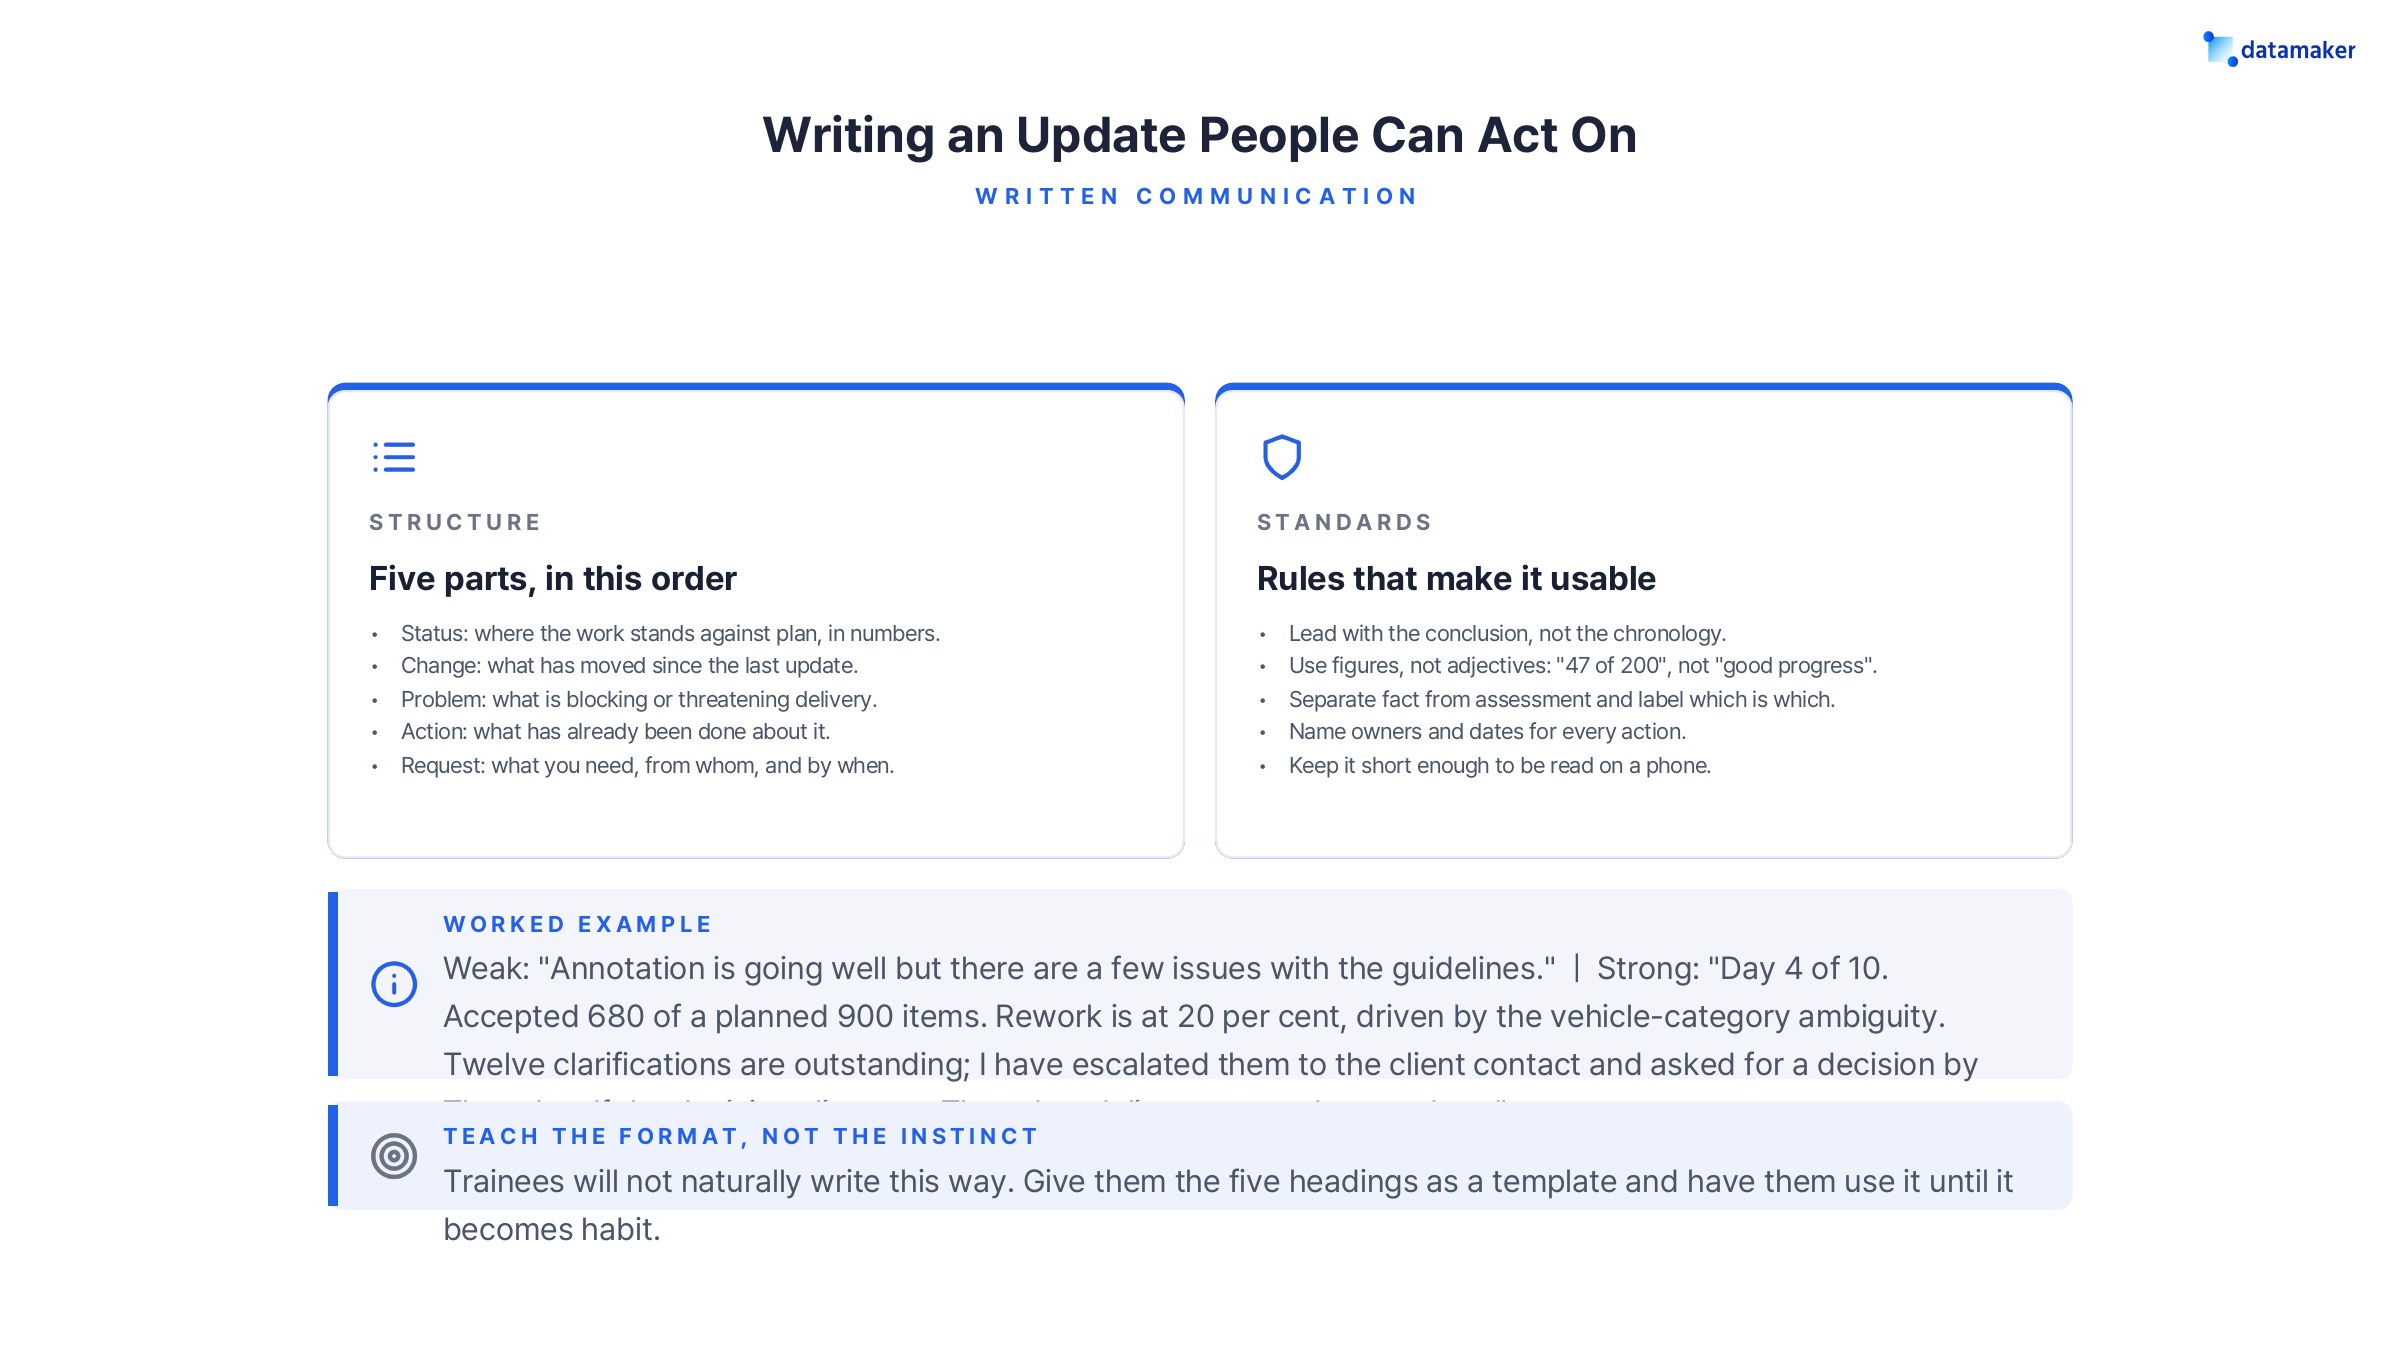 datamaker
Writing an Update People Can Act On
WRITTEN COMMUNICATION
STRUCTURE
Five parts, in this order
• Status: where the work stands against plan, in numbers.
• Change: what has moved since the last update.
• Problem: what is blocking or threatening delivery.
• Action: what has already been done about it.
• Request: what you need, from whom, and by when.
STANDARDS
Rules that make it usable
• Lead with the conclusion, not the chronology.
• Use figures, not adjectives: "47 of 200", not "good progress".
• Separate fact from assessment and label which is which.
• Name owners and dates for every action.
• Keep it short enough to be read on a phone.
WORKED EXAMPLE
Weak: "Annotation is going well but there are a few issues with the guidelines." | Strong: "Day 4 of 10.
Accepted 680 of a planned 900 items. Rework is at 20 per cent, driven by the vehicle-category ambiguity.
Twelve clarifications are outstanding; I have escalated them to the client contact and asked for a decision by
TEACH THE FORMAT, NOT THE INSTINCT
Trainees will not naturally write this way. Give them the five headings as a template and have them use it until it
becomes habit.